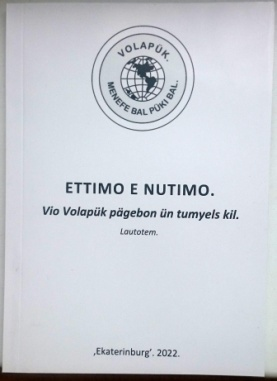 VOLAPÜK.
MENEFE BAL PÜKI BAL.
ETTIMO E NUTIMO.
Vio Volapük pägebon ün tumyels kil.
Lautotem.
‚Ekaterinburg‘. 2022.